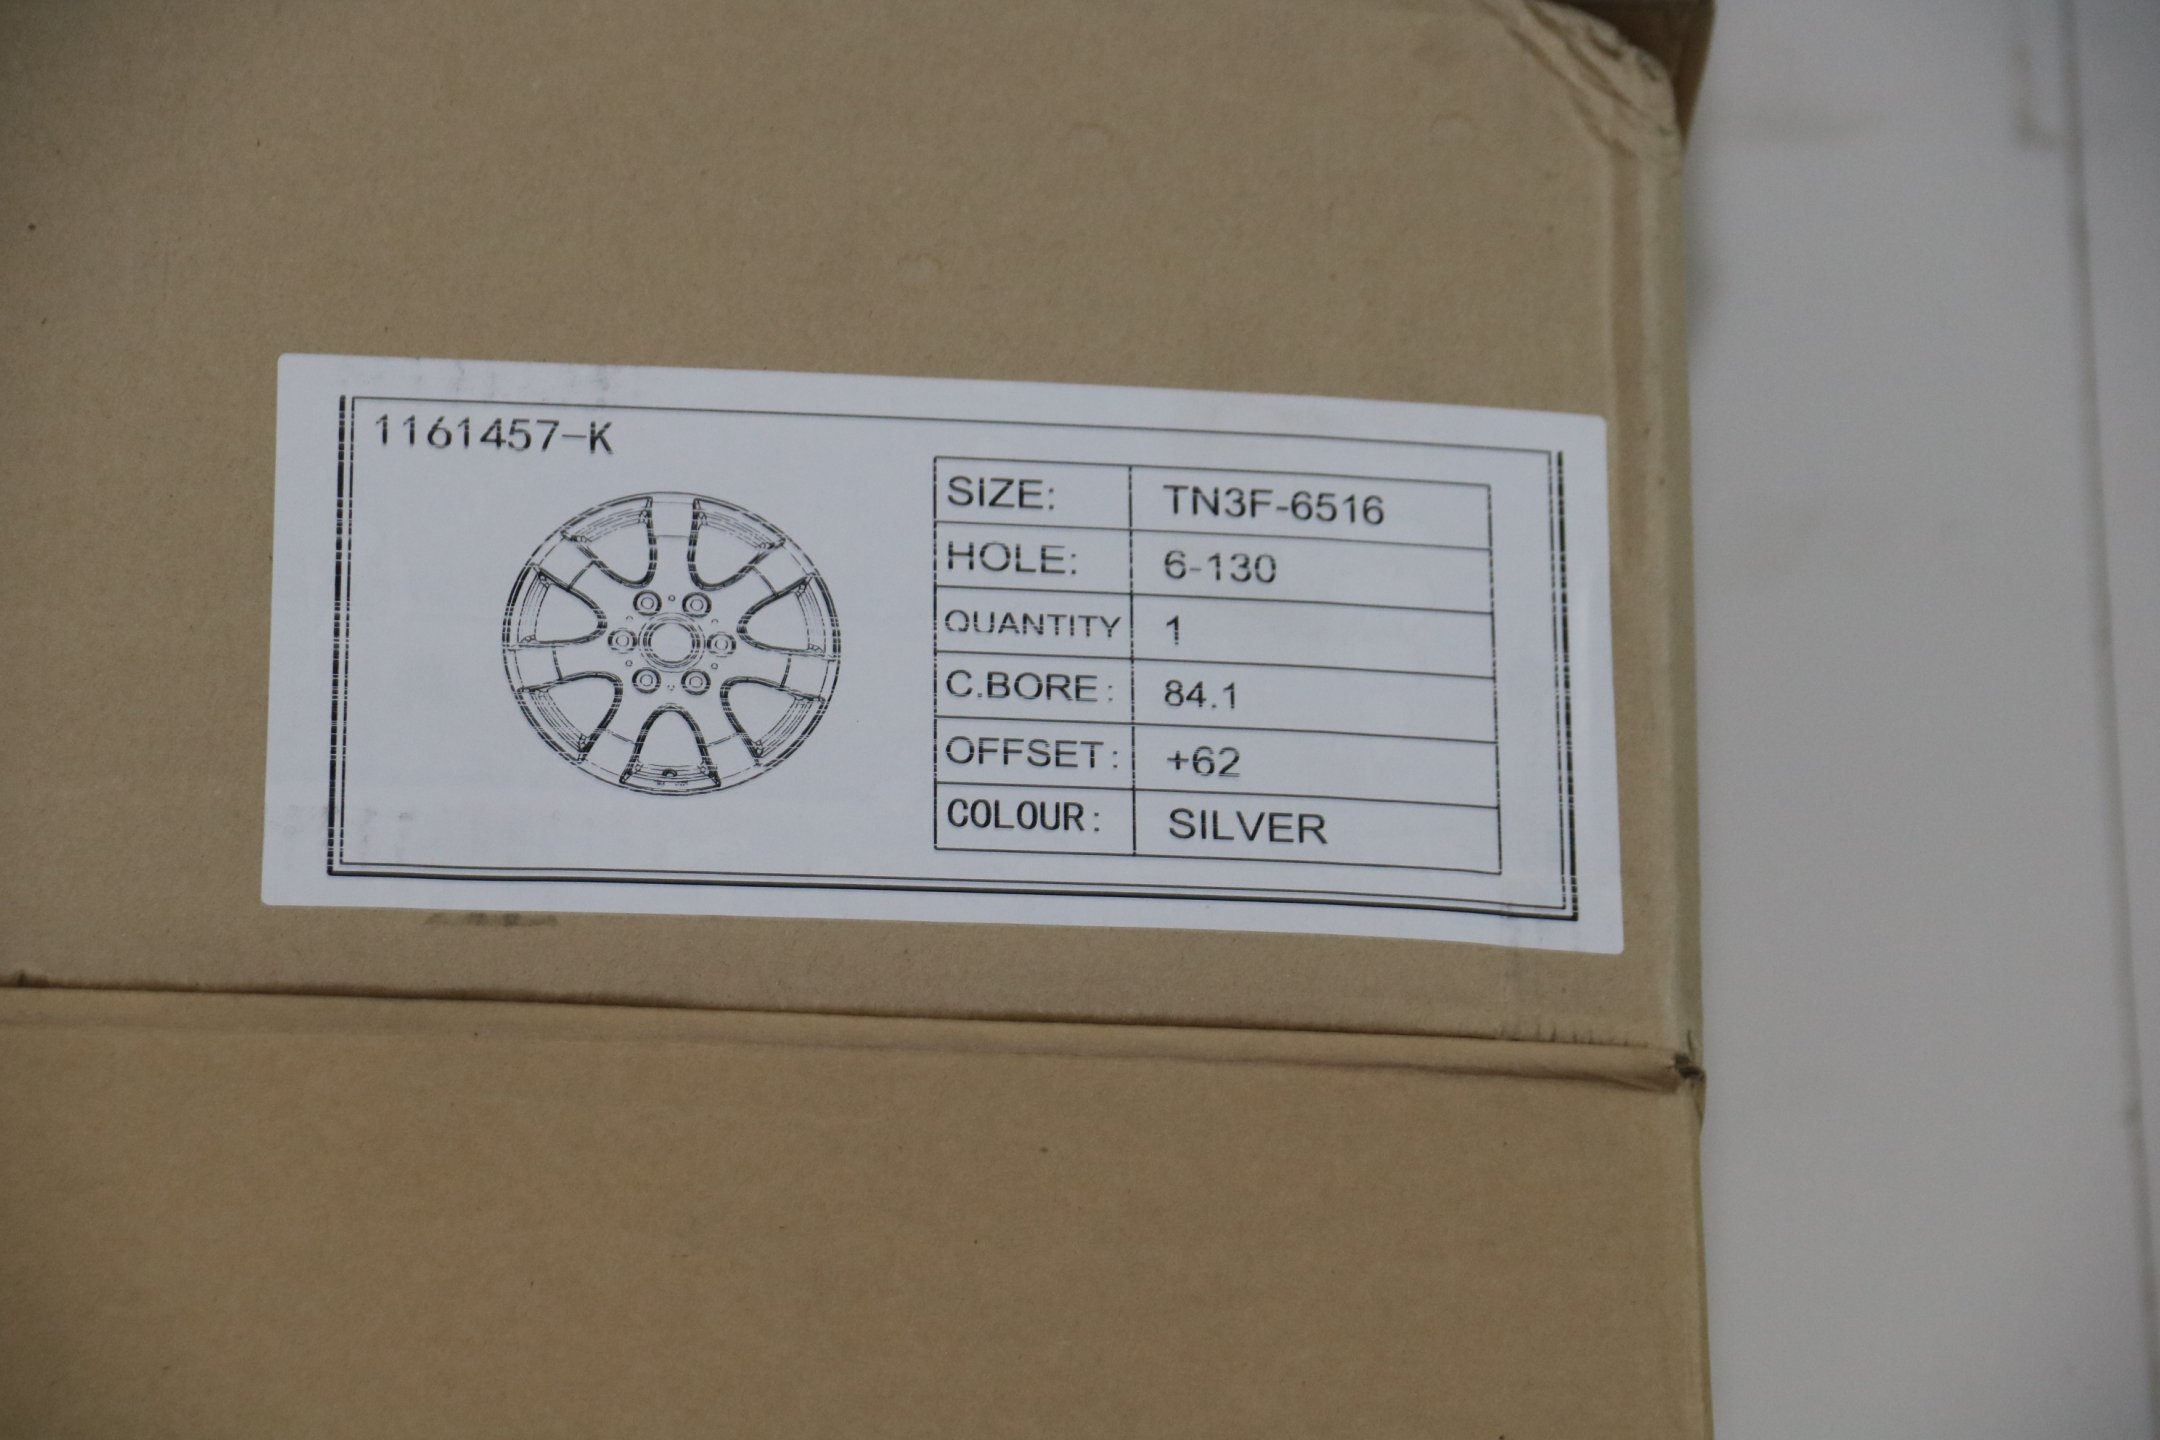 1161457-K
SIZE: TN3F-6516
HOLE: 6-130
QUANTITY 1
C.BORE: 84.1
OFFSET: +62
COLOUR: SILVER